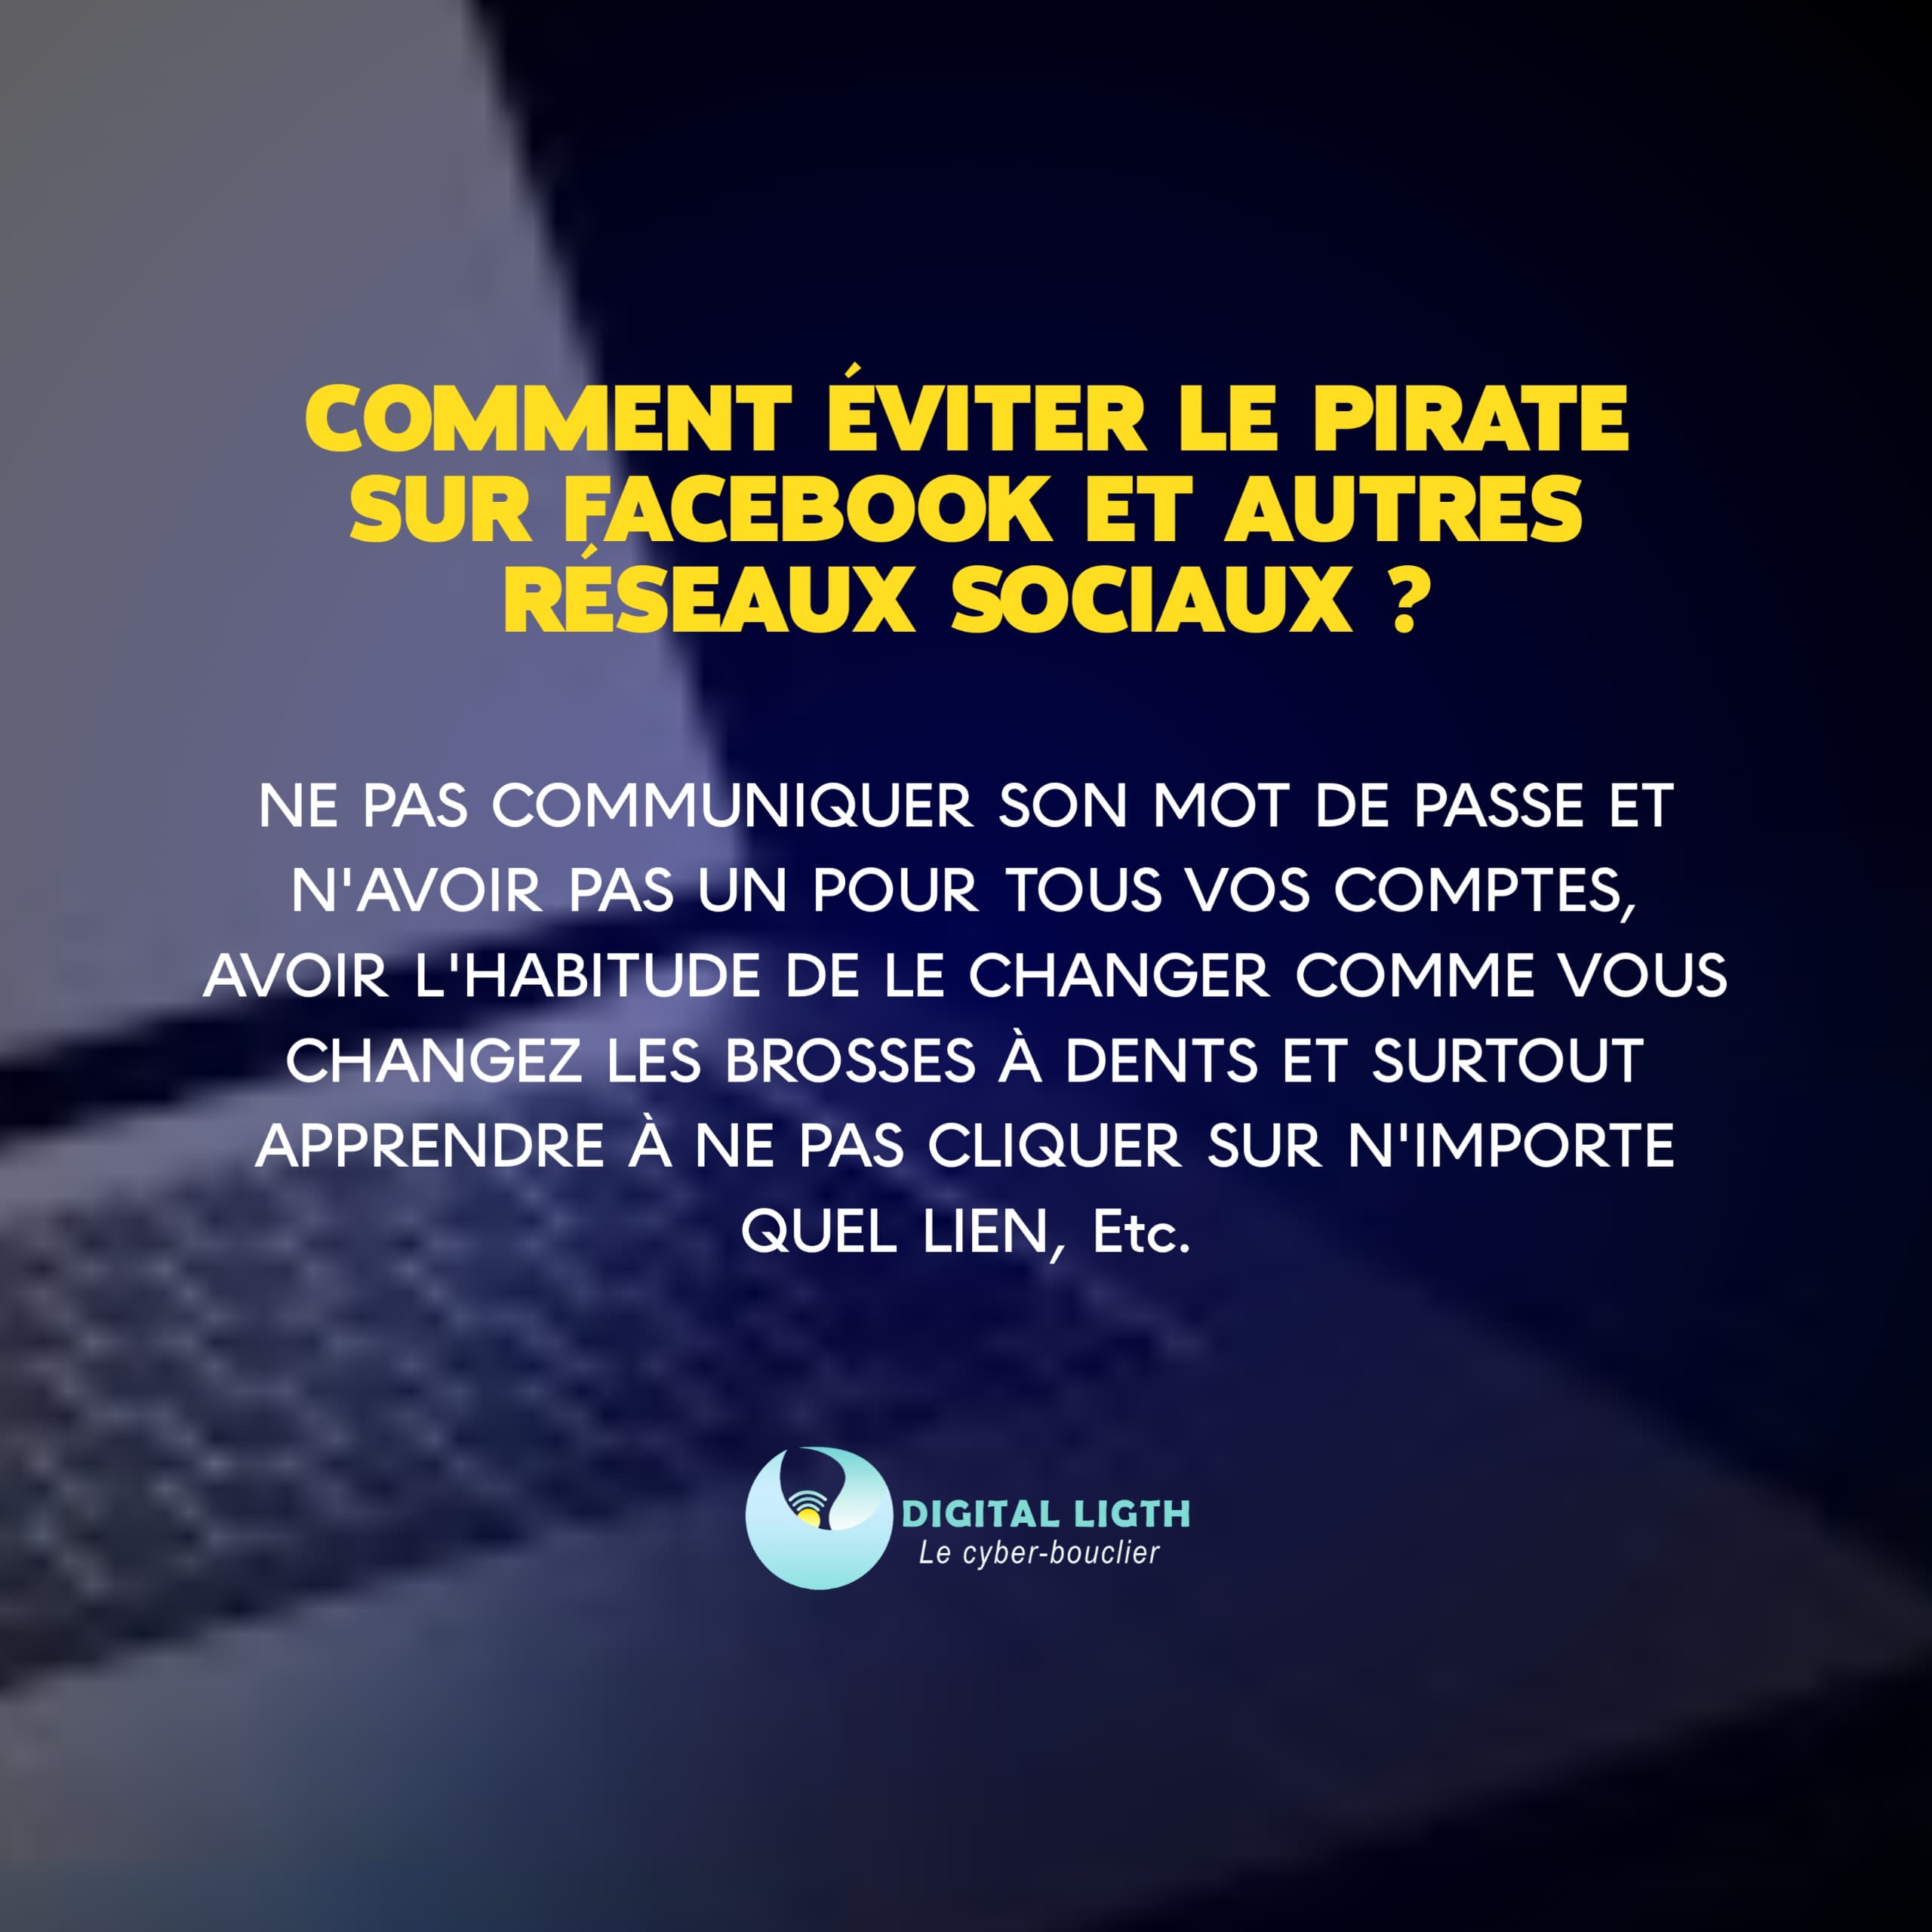 COMMENT ÉVITER LE PIRATE
SUR FACEBOOK ET AUTRES
RÉSEAUX SOCIAUX ?
NE PAS COMMUNIQUER SON MOT DE PASSE ET
N'AVOIR PAS UN POUR TOUS VOS COMPTES,
AVOIR L'HABITUDE DE LE CHANGER COMME VOUS
CHANGEZ LES BROSSES À DENTS ET SURTOUT
APPRENDRE À NE PAS CLIQUER SUR N'IMPORTE
QUEL LIEN, Etc.
DIGITAL LIGTH
Le cyber-bouclier